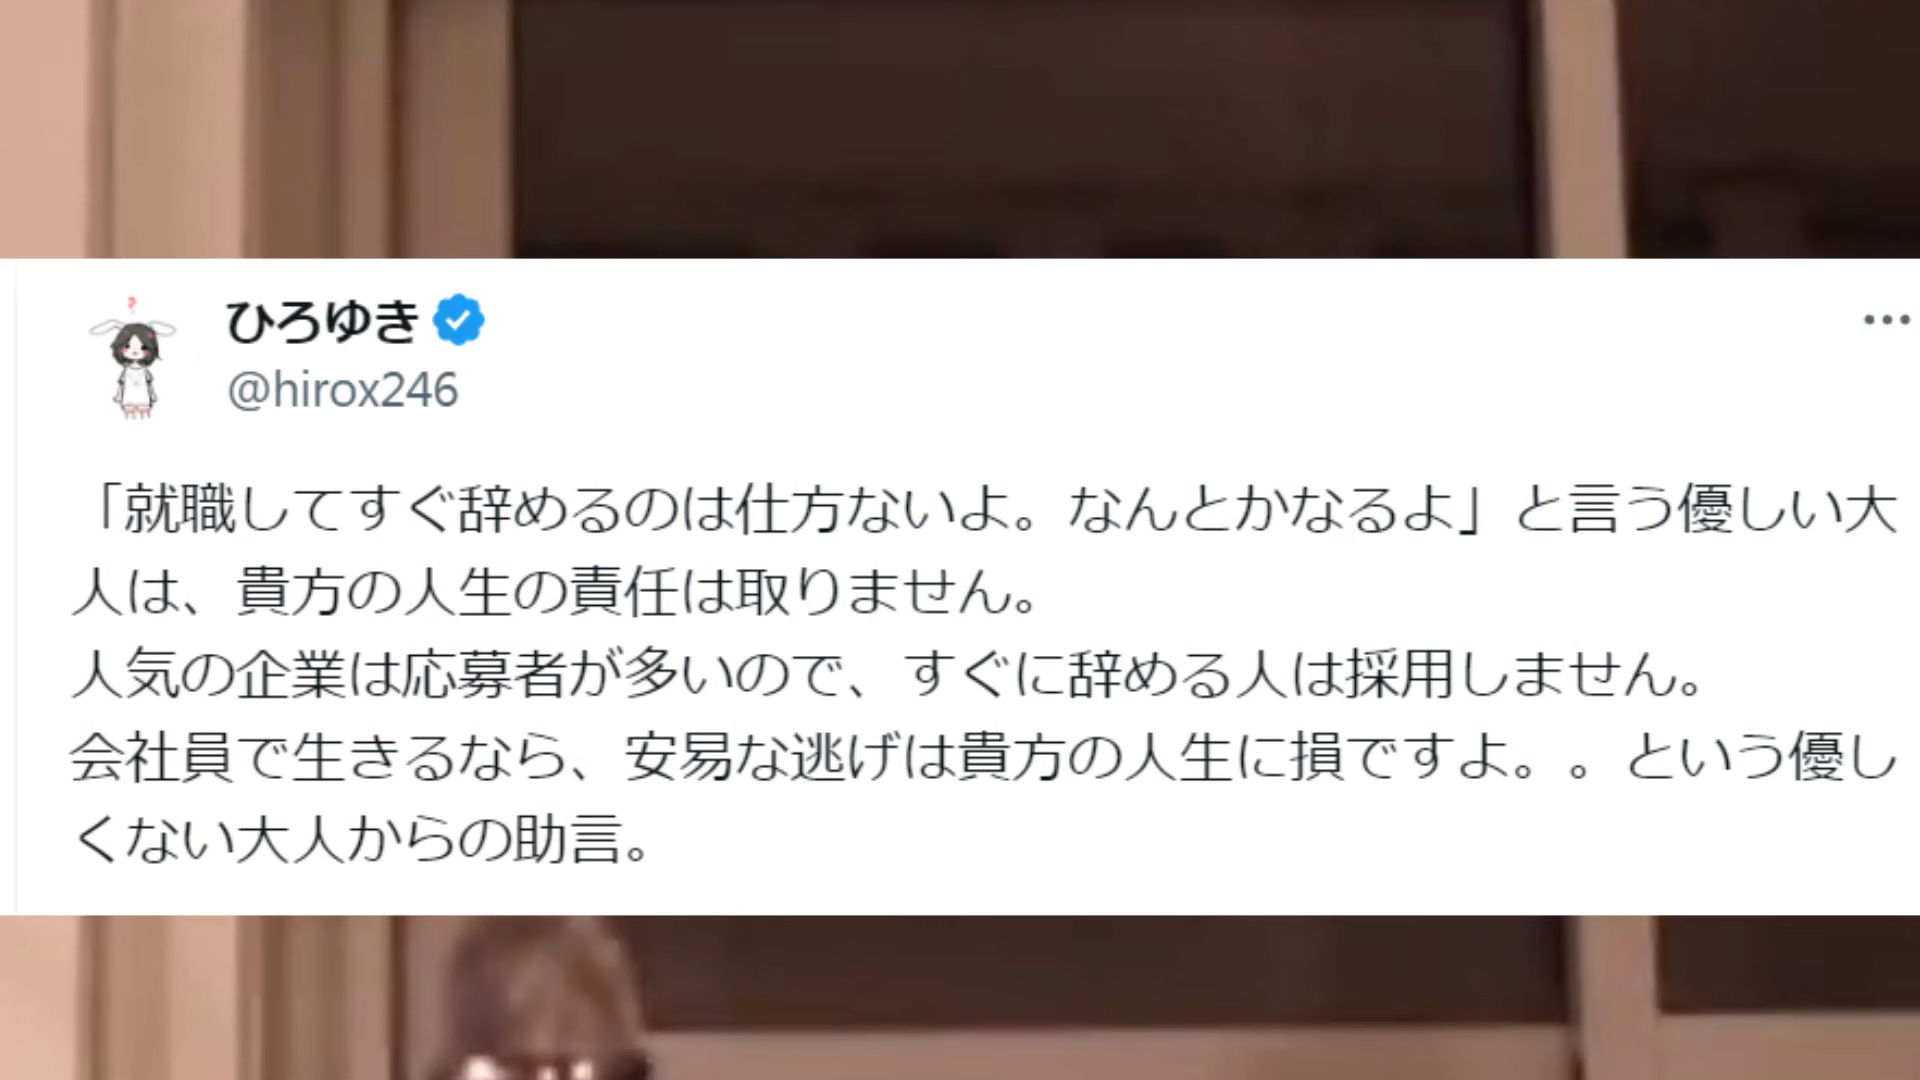 ?
ひろゆき
@hirox246
「就職してすぐ辞めるのは仕方ないよ。なんとかなるよ」と言う優しい大
人は、貴方の人生の責任は取りません。
人気の企業は応募者が多いので、すぐに辞める人は採用しません。
会社員で生きるなら、安易な逃げは貴方の人生に損ですよ。。という優し
くない大人からの助言。